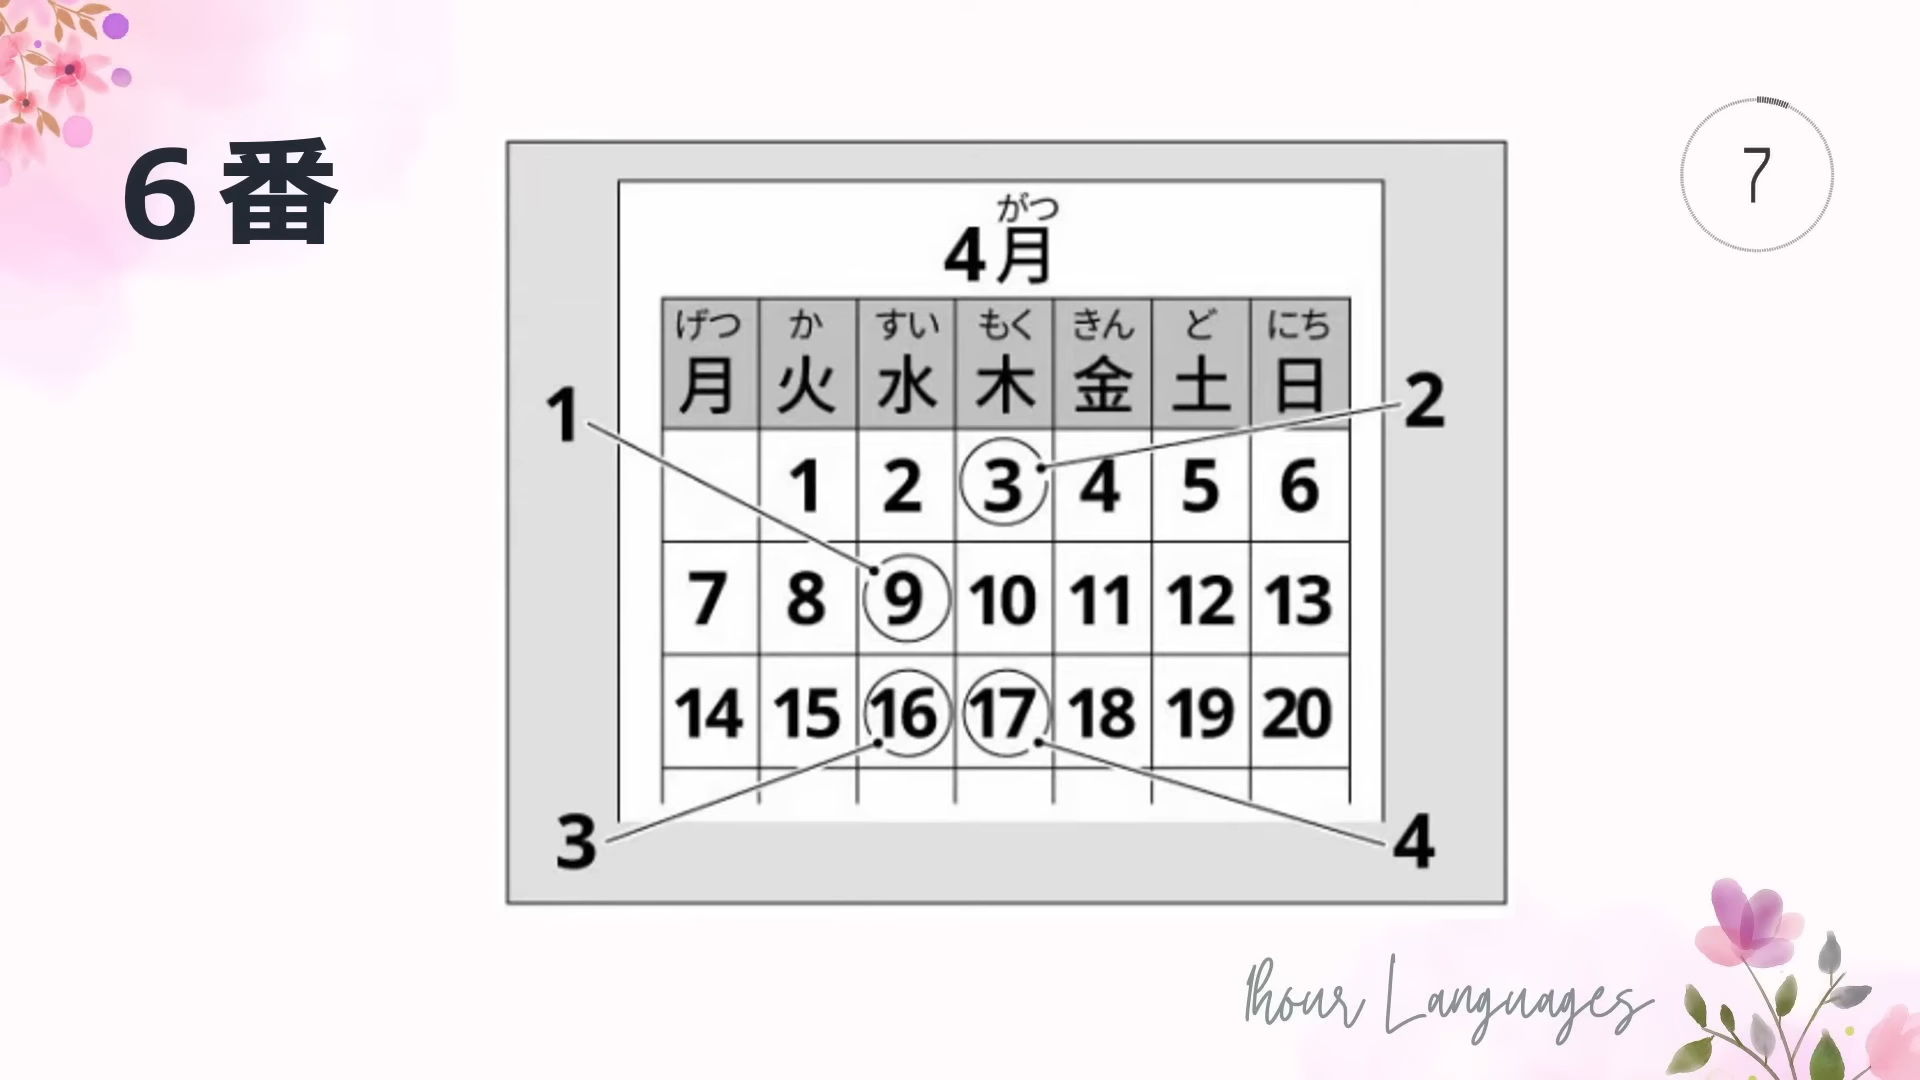 6番
7
がつ
4月
げつ か すい もく きん ど にち
月 火 水 木 金 土 日
1 2
1 2 3 4 5 6
7 8 9 10 11 12 13
14 15 16 17 18 19 20
3 4
1hour Languages